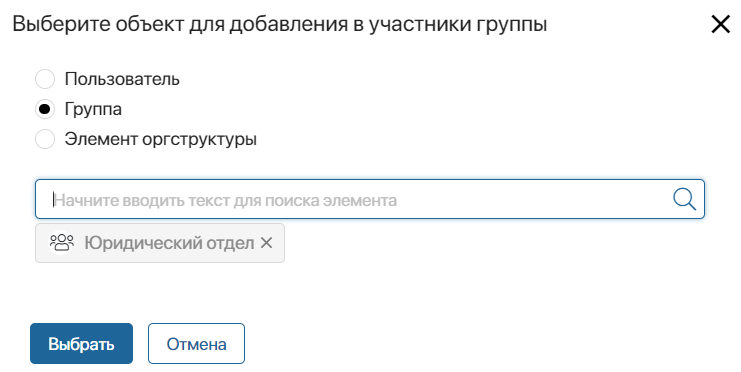 Выберите объект для добавления в участники группы
Пользователь
Группа
Элемент оргструктуры
Начните вводить текст для поиска элемента
Юридический отдел
Выбрать
Отмена